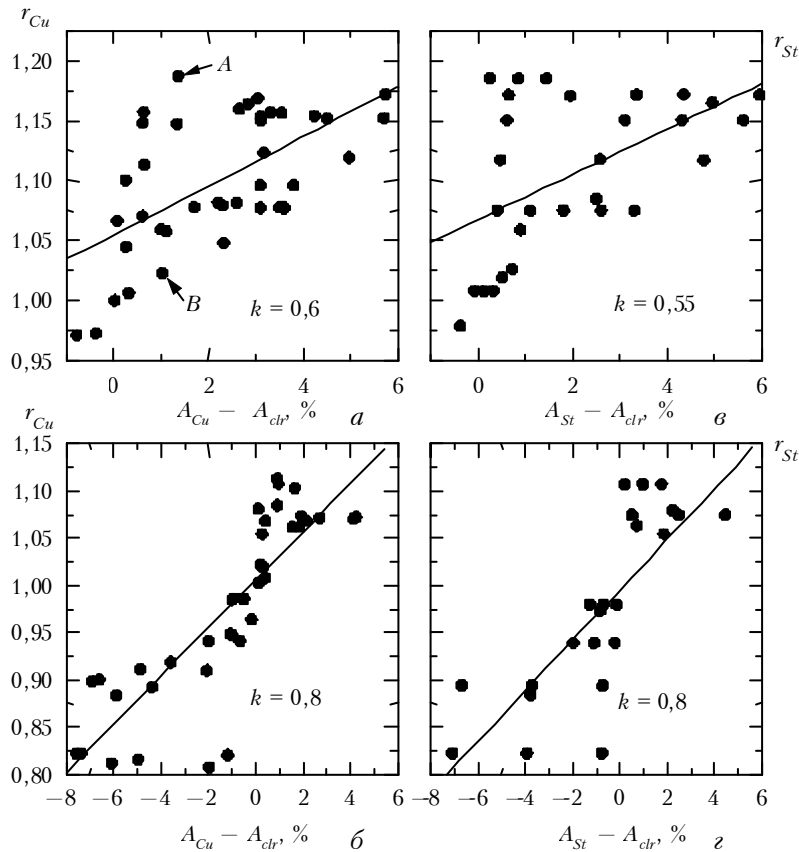 r_Cu
r_St
1,20
1,15
1,10
1,05
1,00
0,95
A
B
k = 0,6
k = 0,55
0 2 4 6
0 2 4 6
A_Cu − A_clr, % а
A_St − A_clr, % в
r_Cu
r_St
1,15
1,10
1,05
1,00
0,95
0,90
0,85
0,80
k = 0,8
k = 0,8
−8 −6 −4 −2 0 2 4 6
−8 −6 −4 −2 0 2 4 6
A_Cu − A_clr, % б
A_St − A_clr, % г